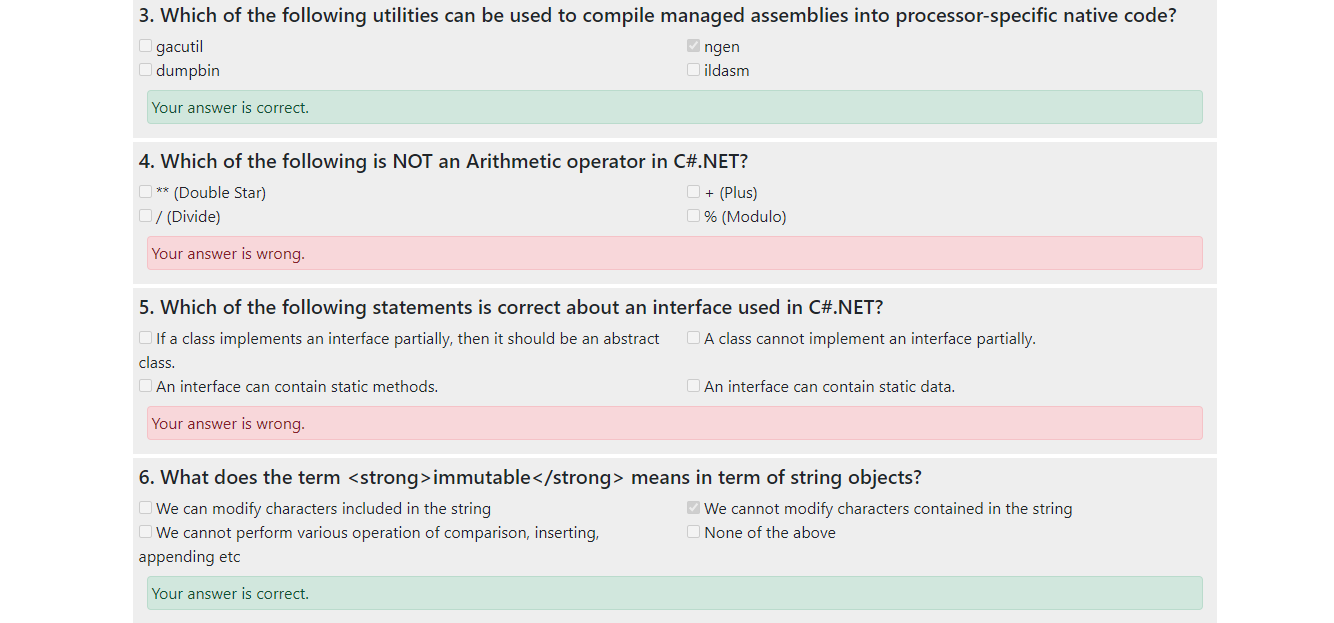 3. Which of the following utilities can be used to compile managed assemblies into processor-specific native code?
gacutil
ngen
dumpbin
ildasm
Your answer is correct.
4. Which of the following is NOT an Arithmetic operator in C#.NET?
** (Double Star)
+ (Plus)
/ (Divide)
% (Modulo)
Your answer is wrong.
5. Which of the following statements is correct about an interface used in C#.NET?
If a class implements an interface partially, then it should be an abstract
class.
A class cannot implement an interface partially.
An interface can contain static methods.
An interface can contain static data.
Your answer is wrong.
6. What does the term <strong>immutable</strong> means in term of string objects?
We can modify characters included in the string
We cannot modify characters contained in the string
We cannot perform various operation of comparison, inserting,
appending etc
None of the above
Your answer is correct.